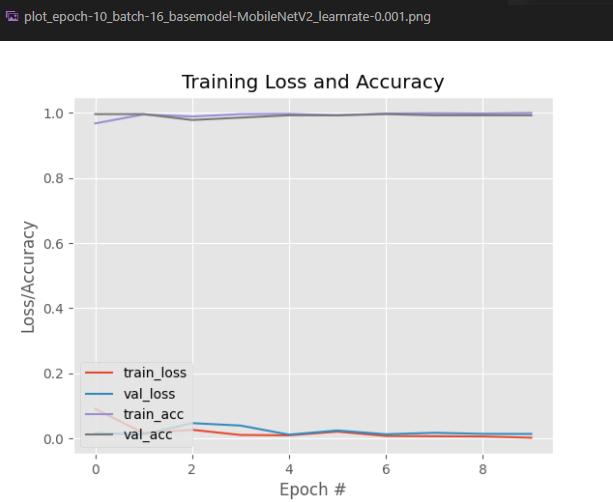 plot_epoch-10_batch-16_basemodel-MobileNetV2_learnrate-0.001.png
Training Loss and Accuracy
1.0
0.8
0.6
0.4
0.2
0.0
Loss/Accuracy
train_loss
val_loss
train_acc
val_acc
0 2 4 6 8
Epoch #